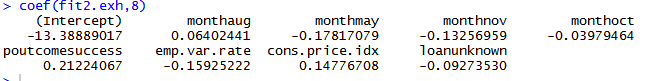 > coef(fit2.exh,8)
(Intercept) monthaug monthmay monthnov monthoct
-13.38889017 0.06402441 -0.17817079 -0.13256959 -0.03979464
poutcomesuccess emp.var.rate cons.price.idx loanunknown
0.21224067 -0.15925222 0.14776708 -0.09273530
>